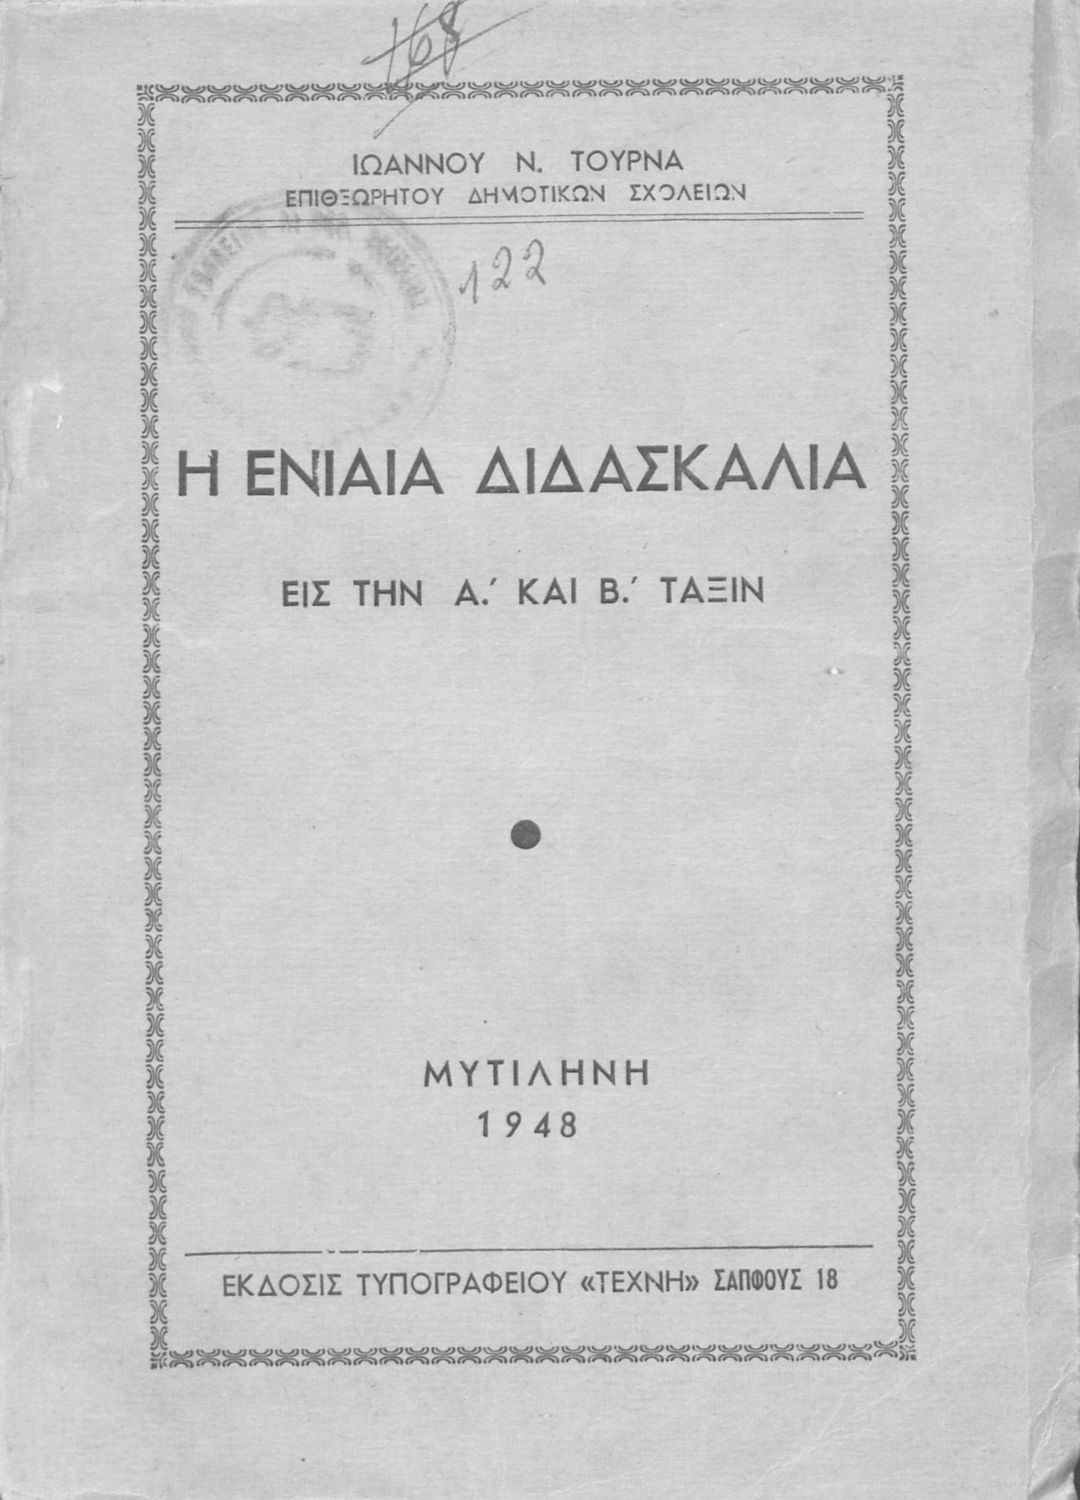 168
ΙΩΑΝΝΟΥ Ν. ΤΟΥΡΝΑ
ΕΠΙΘΕΩΡΗΤΟΥ ΔΗΜΟΤΙΚΩΝ ΣΧΟΛΕΙΩΝ
122
Η ΕΝΙΑΙΑ ΔΙΔΑΣΚΑΛΙΑ
ΕΙΣ ΤΗΝ Α.΄ ΚΑΙ Β.΄ ΤΑΞΙΝ
ΜΥΤΙΛΗΝΗ
1948
ΕΚΔΟΣΙΣ ΤΥΠΟΓΡΑΦΕΙΟΥ «ΤΕΧΝΗ» ΣΑΠΦΟΥΣ 18